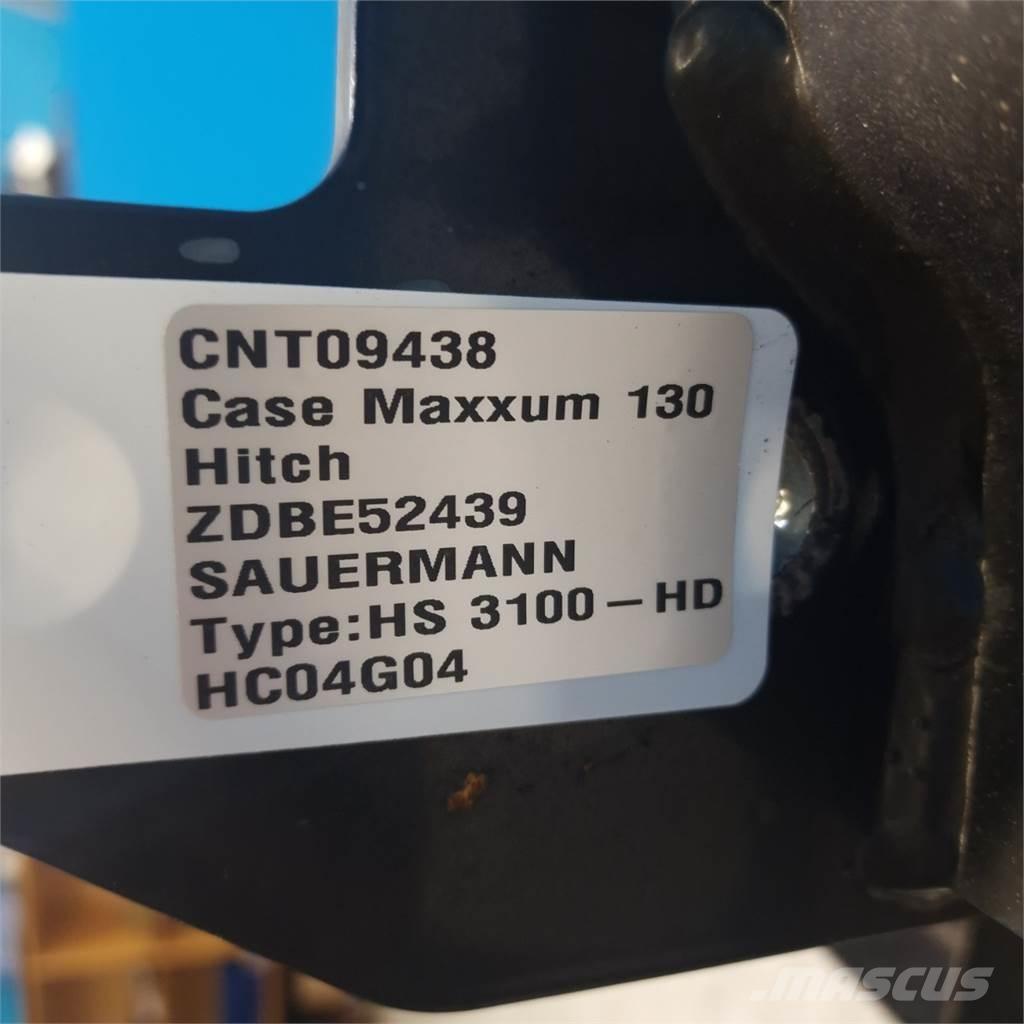 CNT09438
Case Maxxum 130
Hitch
ZDBE52439
SAUERMANN
Type:HS 3100-HD
HC04G04
MASCUS